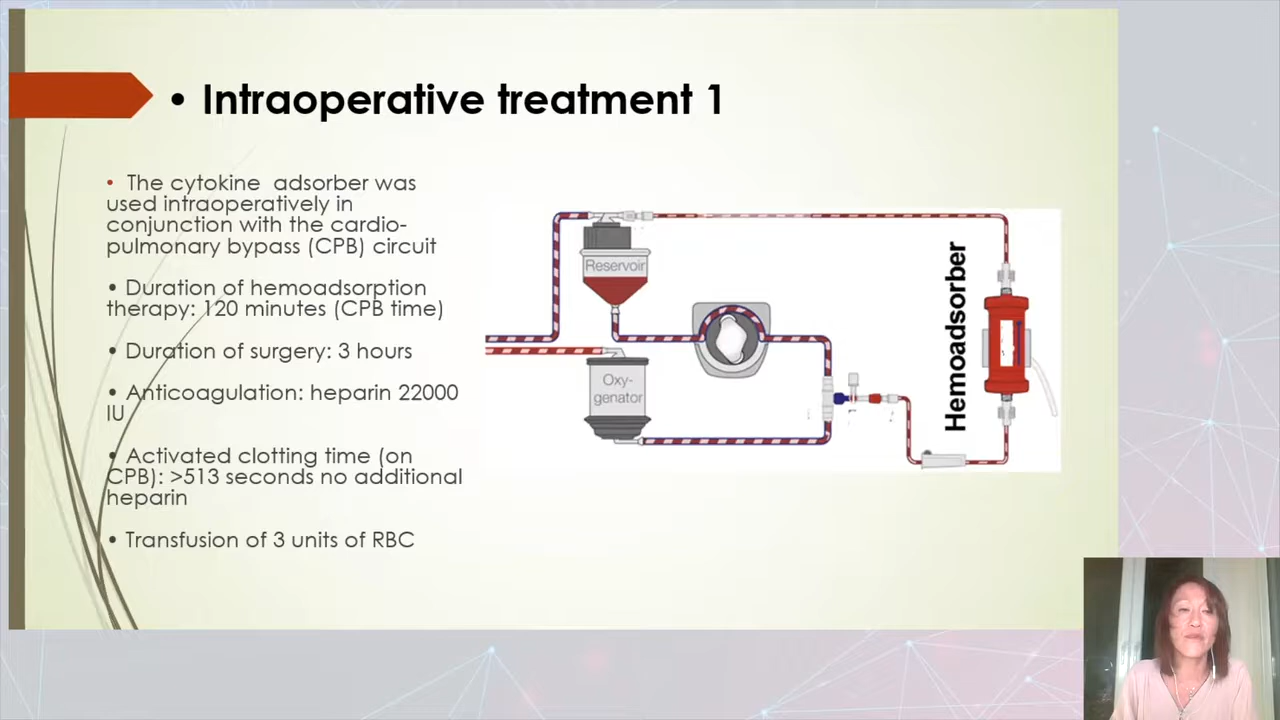 • Intraoperative treatment 1
• The cytokine adsorber was
used intraoperatively in
conjunction with the cardio-
pulmonary bypass (CPB) circuit
• Duration of hemoadsorption
therapy: 120 minutes (CPB time)
• Duration of surgery: 3 hours
• Anticoagulation: heparin 22000
IU
• Activated clotting time (on
CPB): >513 seconds no additional
heparin
• Transfusion of 3 units of RBC
Reservoir
Oxy-
genator
Hemoadsorber